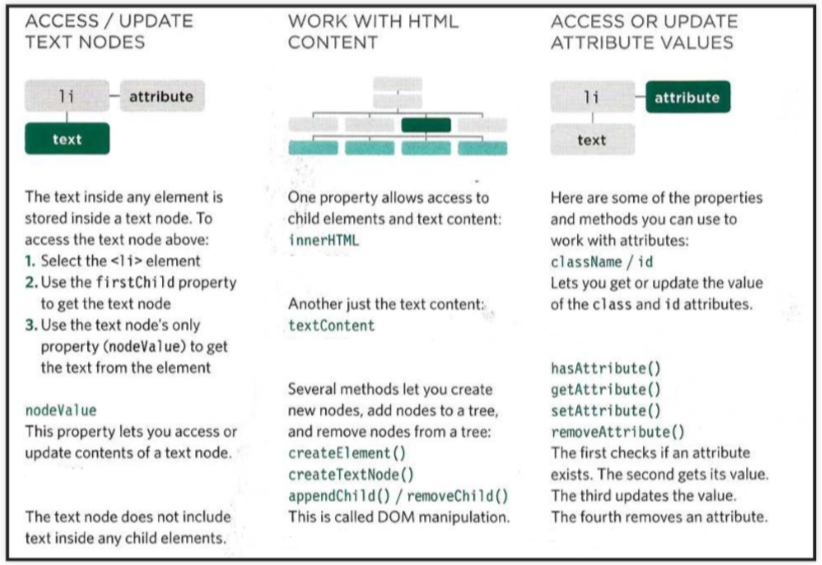 ACCESS / UPDATE
TEXT NODES
li
attribute
text
The text inside any element is
stored inside a text node. To
access the text node above:
1. Select the <li> element
2. Use the firstChild property
to get the text node
3. Use the text node's only
property (nodeValue) to get
the text from the element
nodeValue
This property lets you access or
update contents of a text node.
The text node does not include
text inside any child elements.
WORK WITH HTML
CONTENT
One property allows access to
child elements and text content:
innerHTML
Another just the text content:
textContent
Several methods let you create
new nodes, add nodes to a tree,
and remove nodes from a tree:
createElement()
createTextNode()
appendChild() / removeChild()
This is called DOM manipulation.
ACCESS OR UPDATE
ATTRIBUTE VALUES
li
attribute
text
Here are some of the properties
and methods you can use to
work with attributes:
className / id
Lets you get or update the value
of the class and id attributes.
hasAttribute()
getAttribute()
setAttribute()
removeAttribute()
The first checks if an attribute
exists. The second gets its value.
The third updates the value.
The fourth removes an attribute.